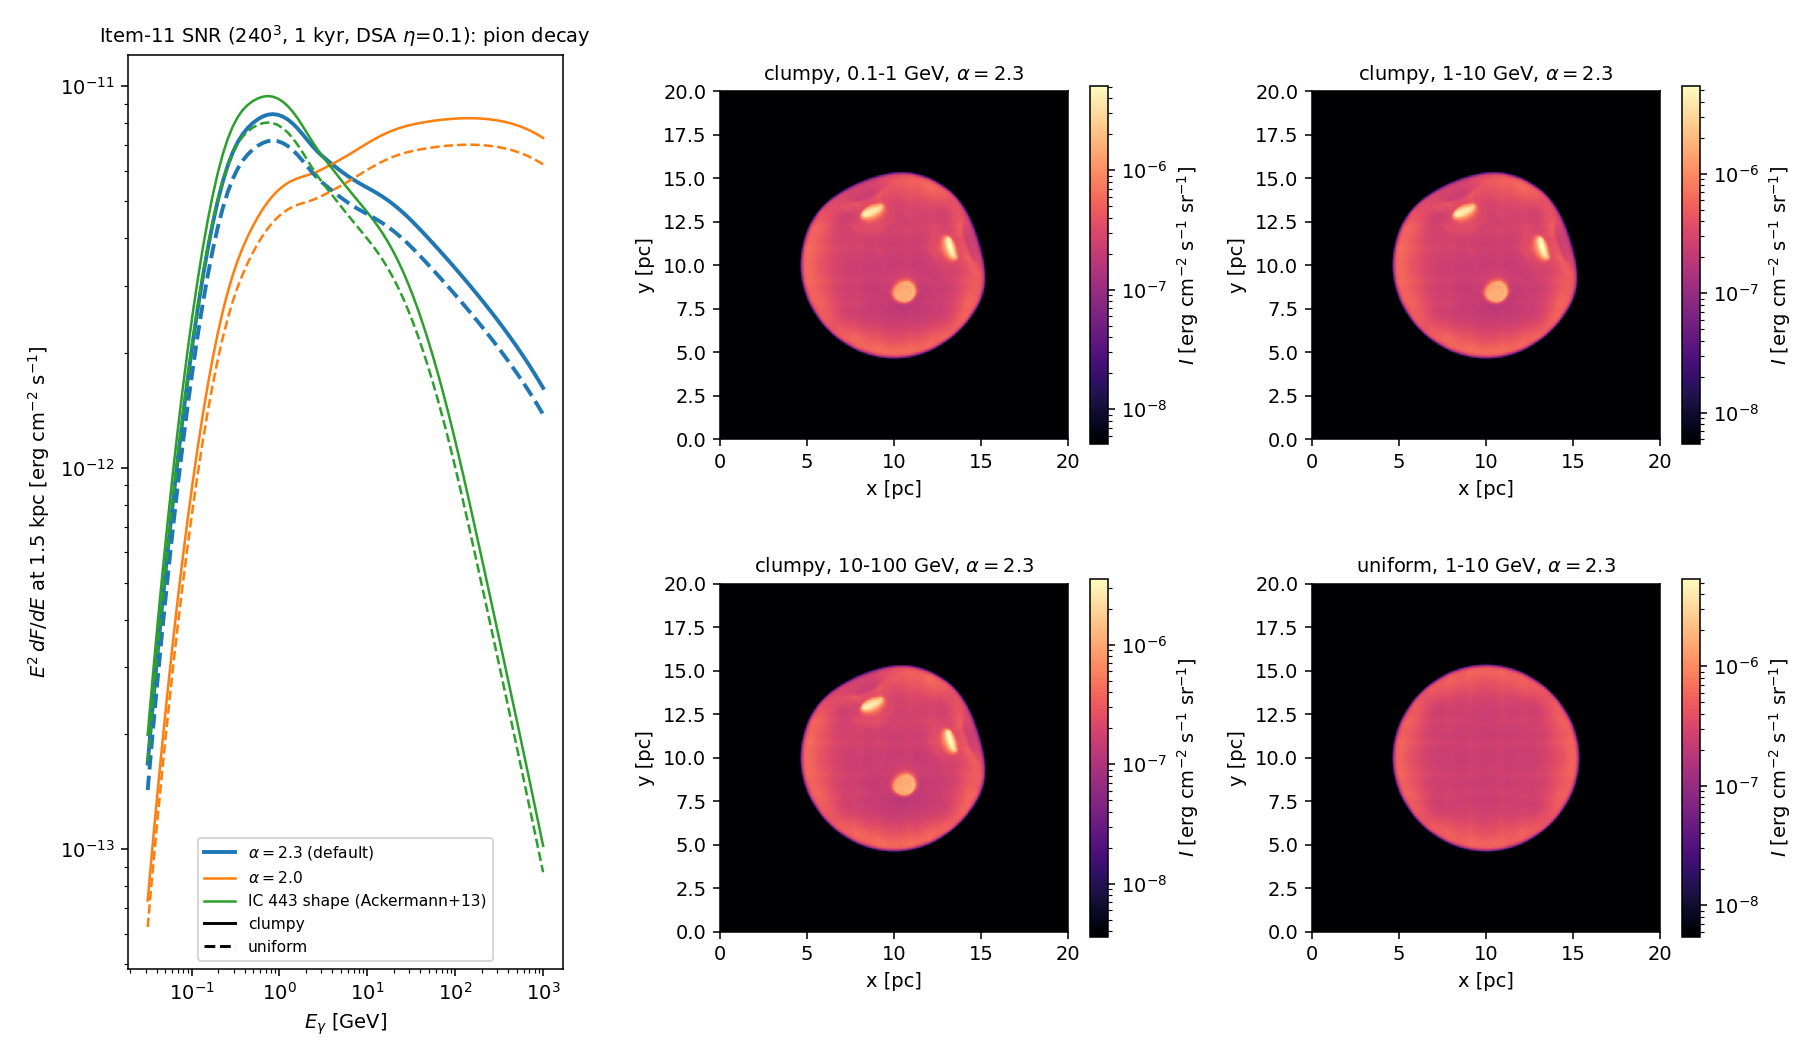 Item-11 SNR (240³, 1 kyr, DSA η=0.1): pion decay
E² dF/dE at 1.5 kpc [erg cm⁻² s⁻¹]
10⁻¹¹
10⁻¹²
10⁻¹³
α = 2.3 (default)
α = 2.0
IC 443 shape (Ackermann+13)
clumpy
uniform
10⁻¹ 10⁰ 10¹ 10² 10³
Eγ [GeV]
clumpy, 0.1-1 GeV, α = 2.3
y [pc]
20.0
17.5
15.0
12.5
10.0
7.5
5.0
2.5
0.0
0 5 10 15 20
x [pc]
10⁻⁶
10⁻⁷
10⁻⁸
I [erg cm⁻² s⁻¹ sr⁻¹]
clumpy, 1-10 GeV, α = 2.3
y [pc]
20.0
17.5
15.0
12.5
10.0
7.5
5.0
2.5
0.0
0 5 10 15 20
x [pc]
10⁻⁶
10⁻⁷
10⁻⁸
I [erg cm⁻² s⁻¹ sr⁻¹]
clumpy, 10-100 GeV, α = 2.3
y [pc]
20.0
17.5
15.0
12.5
10.0
7.5
5.0
2.5
0.0
0 5 10 15 20
x [pc]
10⁻⁶
10⁻⁷
10⁻⁸
I [erg cm⁻² s⁻¹ sr⁻¹]
uniform, 1-10 GeV, α = 2.3
y [pc]
20.0
17.5
15.0
12.5
10.0
7.5
5.0
2.5
0.0
0 5 10 15 20
x [pc]
10⁻⁶
10⁻⁷
10⁻⁸
I [erg cm⁻² s⁻¹ sr⁻¹]